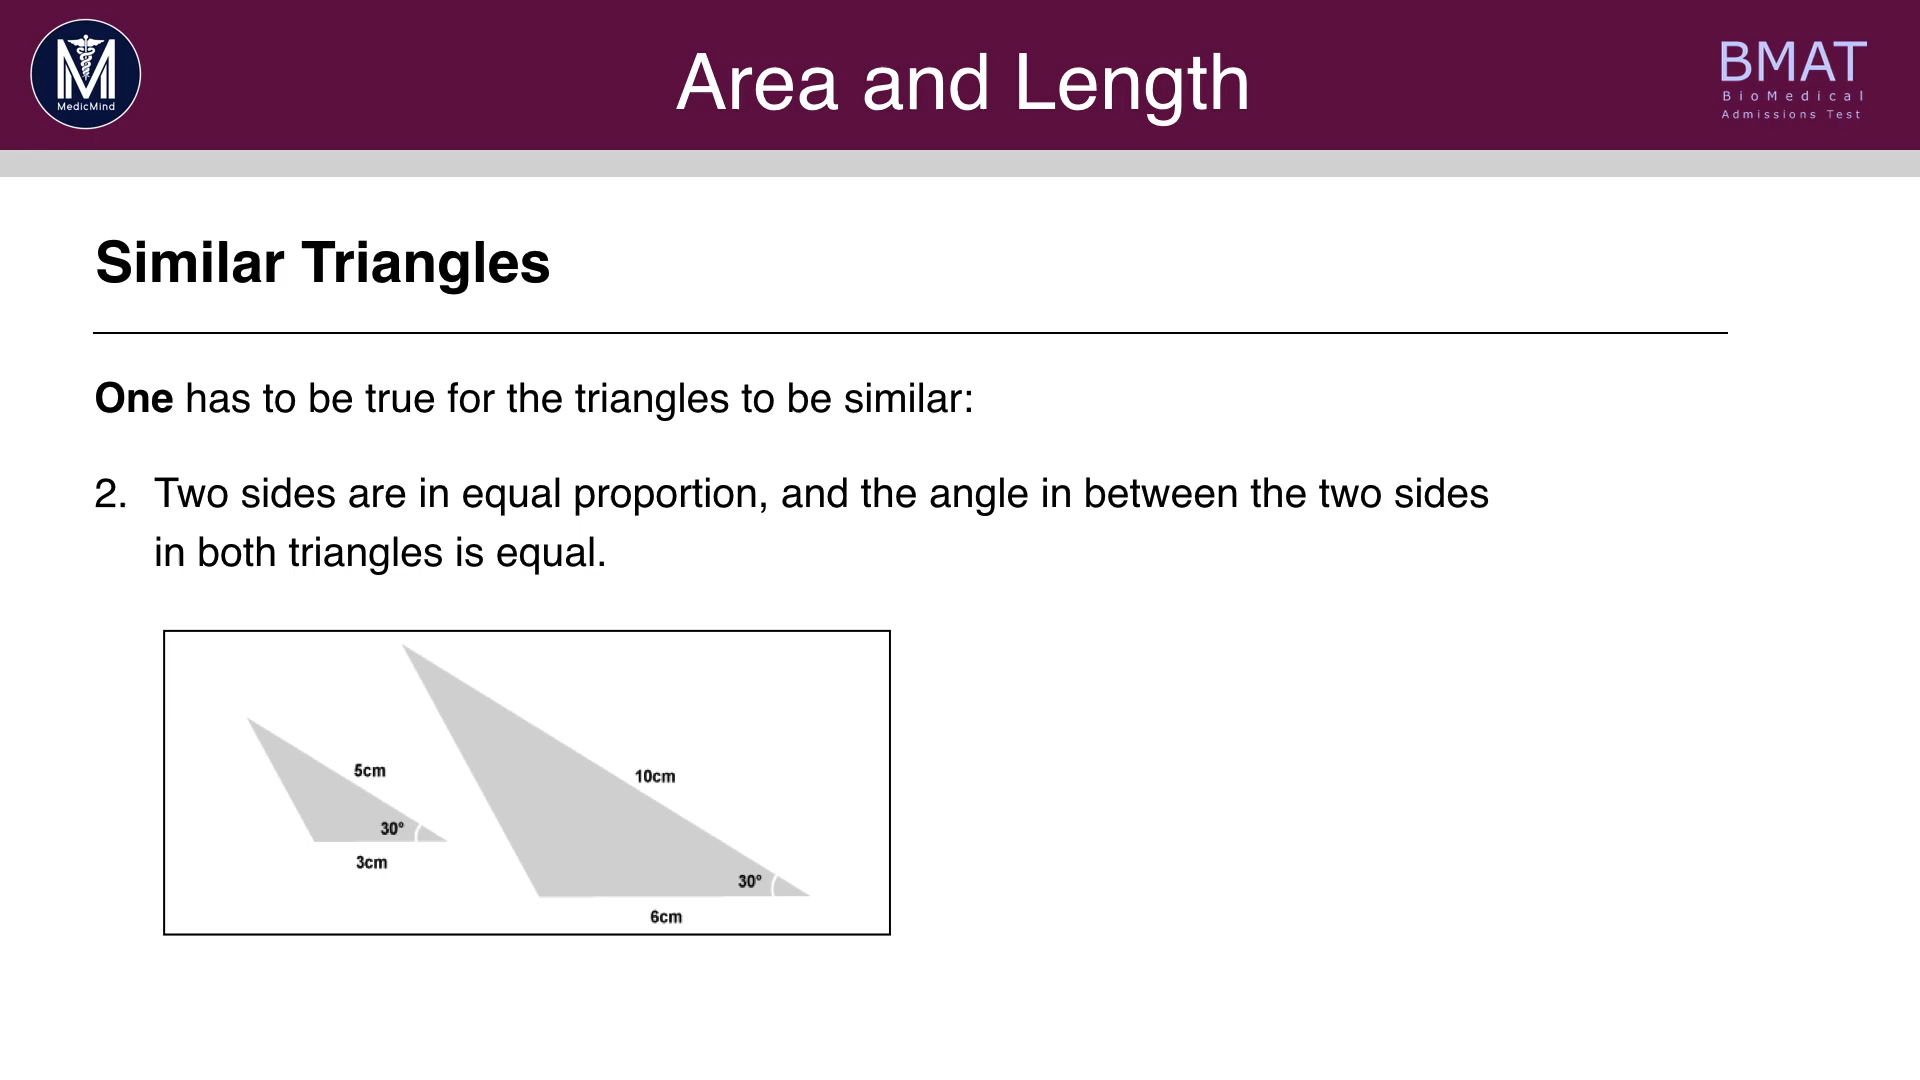 MedicMind
Area and Length
BMAT
BioMedical
Admissions Test
Similar Triangles
One has to be true for the triangles to be similar:
2. Two sides are in equal proportion, and the angle in between the two sides
in both triangles is equal.
5cm
30°
3cm
10cm
30°
6cm